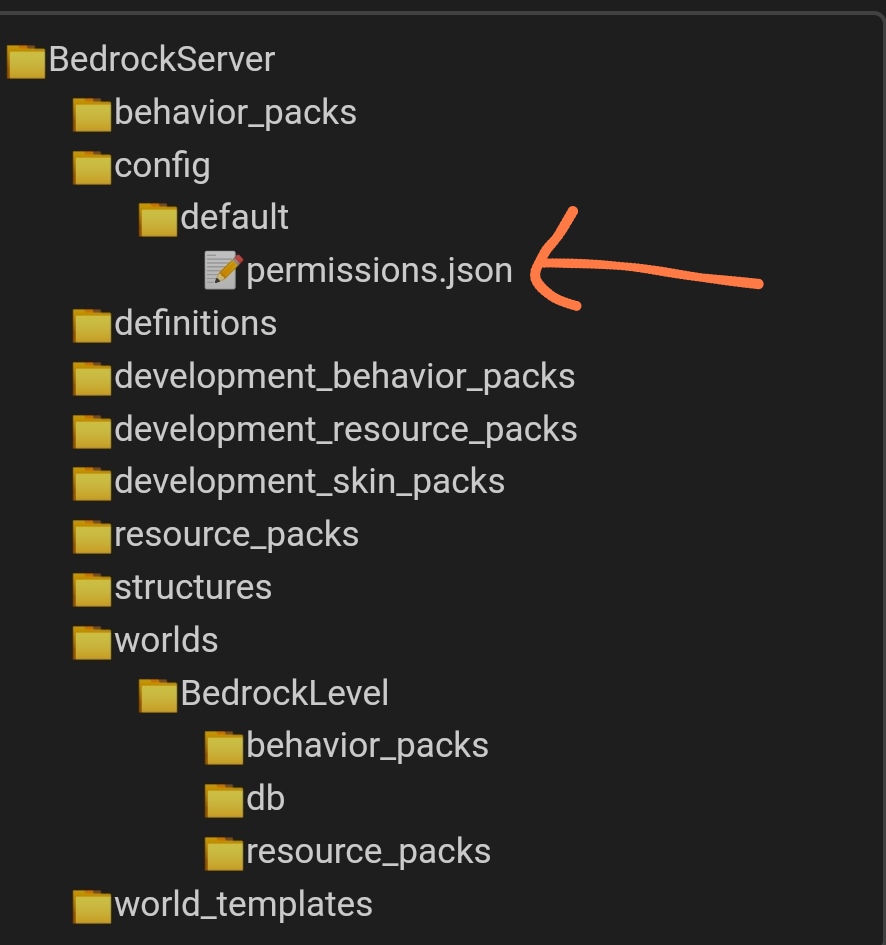 BedrockServer
behavior_packs
config
default
permissions.json
definitions
development_behavior_packs
development_resource_packs
development_skin_packs
resource_packs
structures
worlds
BedrockLevel
behavior_packs
db
resource_packs
world_templates